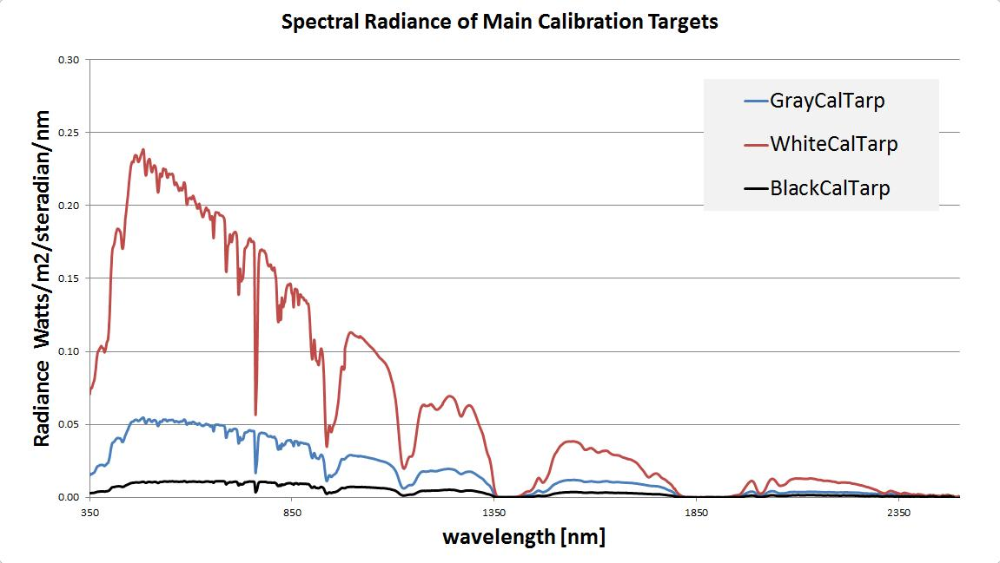 Spectral Radiance of Main Calibration Targets
Radiance Watts/m2/steradian/nm
0.30
0.25
0.20
0.15
0.10
0.05
0.00
GrayCalTarp
WhiteCalTarp
BlackCalTarp
350
850
1350
1850
2350
wavelength [nm]